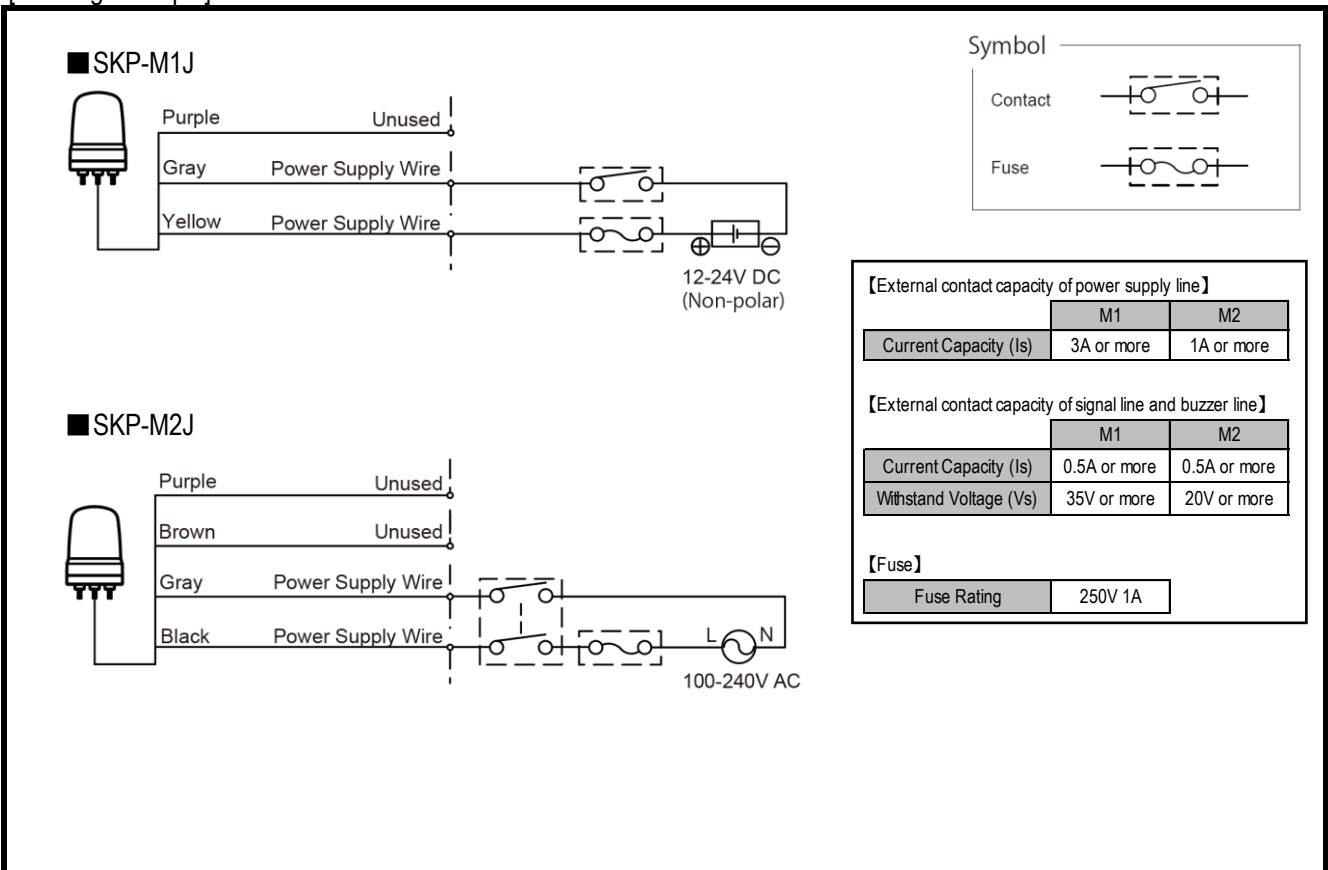 ■SKP-M1J
Purple Unused
Gray Power Supply Wire
Yellow Power Supply Wire
12-24V DC
(Non-polar)
Symbol
Contact
Fuse
【External contact capacity of power supply line】
M1 M2
Current Capacity (Is) 3A or more 1A or more
【External contact capacity of signal line and buzzer line】
M1 M2
Current Capacity (Is) 0.5A or more 0.5A or more
Withstand Voltage (Vs) 35V or more 20V or more
【Fuse】
Fuse Rating 250V 1A
■SKP-M2J
Purple Unused
Brown Unused
Gray Power Supply Wire
Black Power Supply Wire
L N
100-240V AC